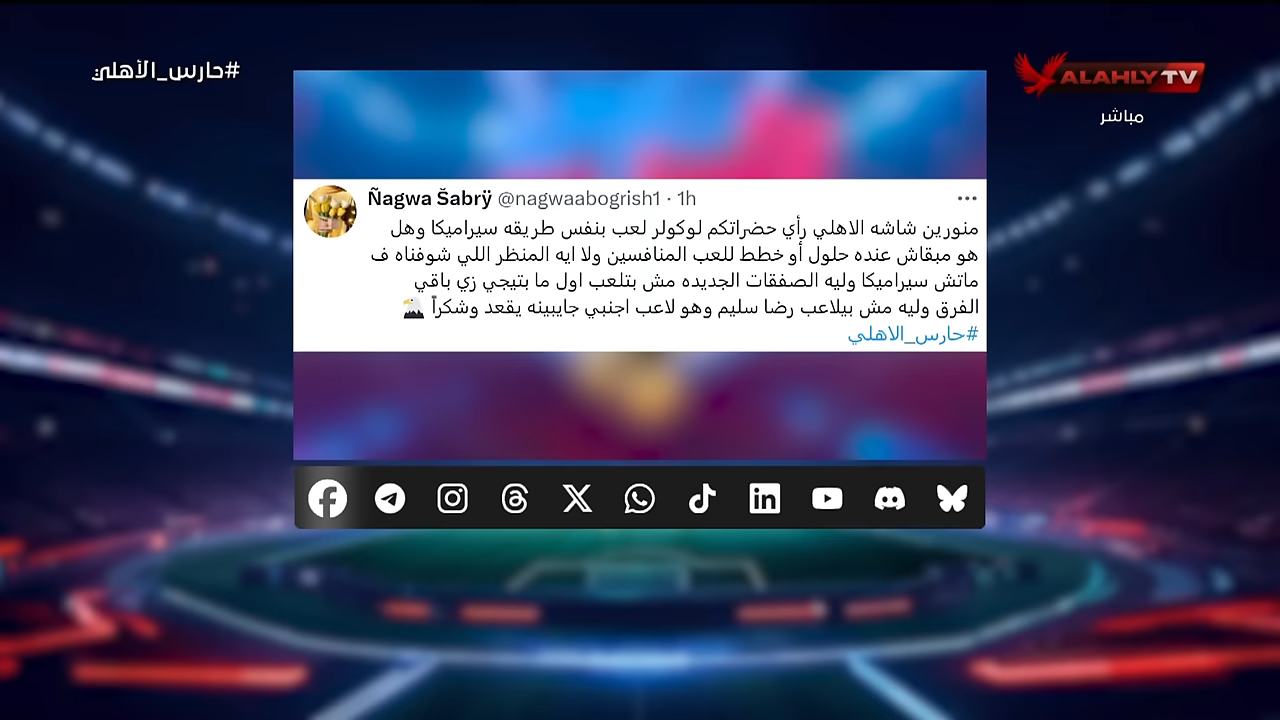 #حارس_الأهلي
ALAHLY TV
مباشر
Ñagwa Šabrÿ @nagwaabogrish1 · 1h
منورين شاشه الاهلي رأي حضراتكم لوكولر لعب بنفس طريقه سيراميكا وهل
هو مبقاش عنده حلول أو خطط للعب المنافسين ولا ايه المنظر اللي شوفناه ف
ماتش سيراميكا وليه الصفقات الجديده مش بتلعب اول ما بتيجي زي باقي
الفرق وليه مش بيلاعب رضا سليم وهو لاعب اجنبي جايبينه يقعد وشكراً 🦅
#حارس_الاهلي